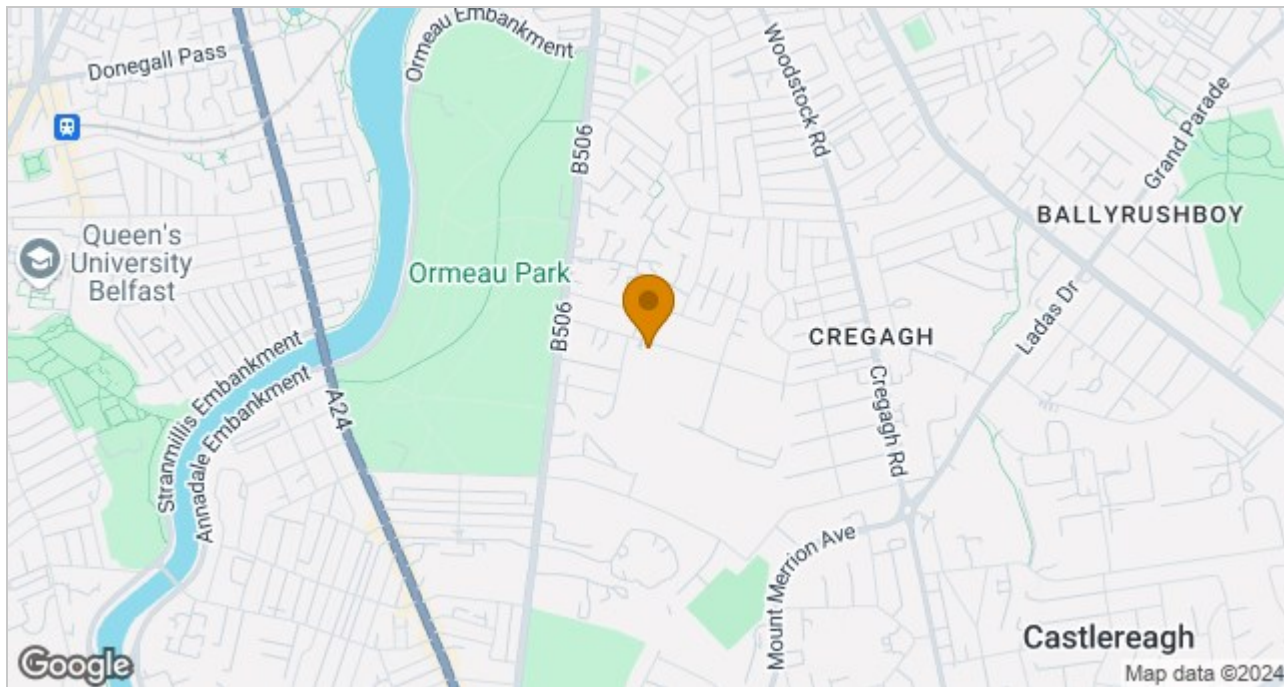 Donegall Pass
Ormeau Embankment
Woodstock Rd
Grand Parade
B506
BALLYRUSHBOY
Queen's
University
Belfast
Ormeau Park
B506
CREGAGH
Ladas Dr
Stranmillis Embankment
Annadale Embankment
A24
Cregagh Rd
Mount Merrion Ave
Castlereagh
Google
Map data ©2024